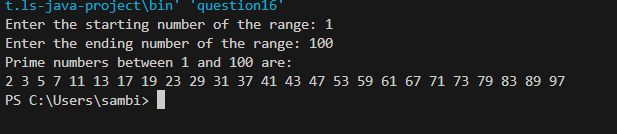 t.ls-java-project\bin' 'question16'
Enter the starting number of the range: 1
Enter the ending number of the range: 100
Prime numbers between 1 and 100 are:
2 3 5 7 11 13 17 19 23 29 31 37 41 43 47 53 59 61 67 71 73 79 83 89 97
PS C:\Users\sambi>